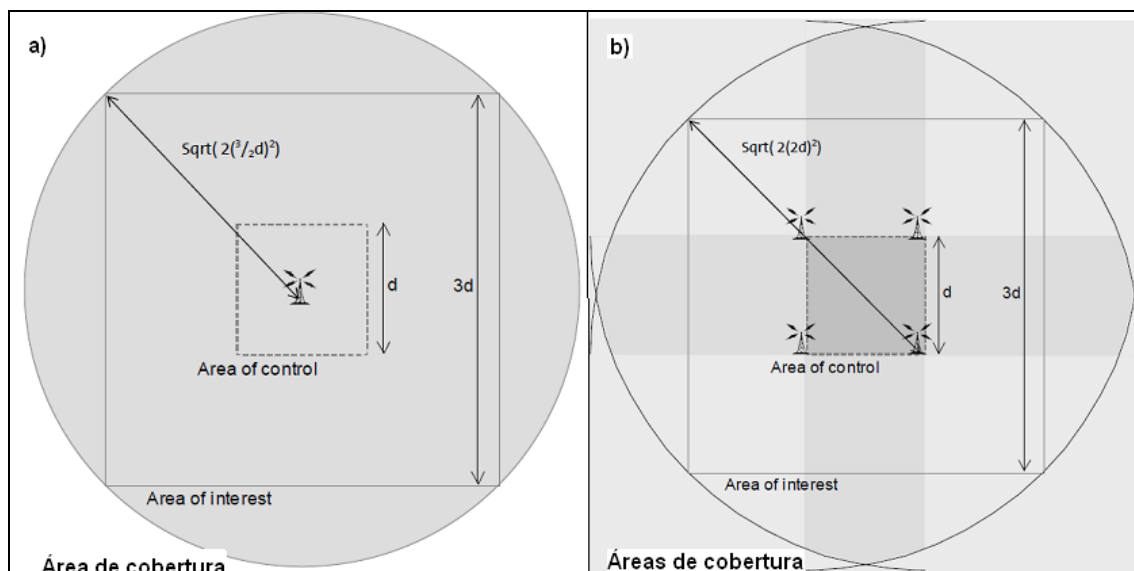 a)
Sqrt( 2(³/₂d)²)
d
3d
Area of control
Area of interest
Área de cobertura
b)
Sqrt( 2(2d)²)
d
3d
Area of control
Area of interest
Áreas de cobertura